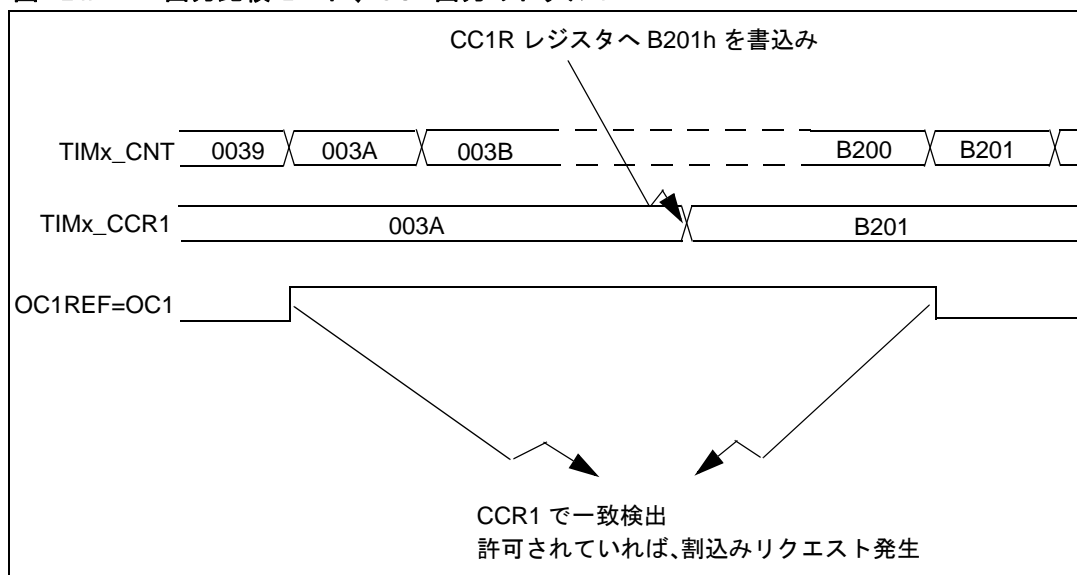 CC1R レジスタへ B201h を書込み
TIMx_CNT 0039 003A 003B B200 B201
TIMx_CCR1 003A B201
OC1REF=OC1
CCR1 で一致検出
許可されていれば、割込みリクエスト発生